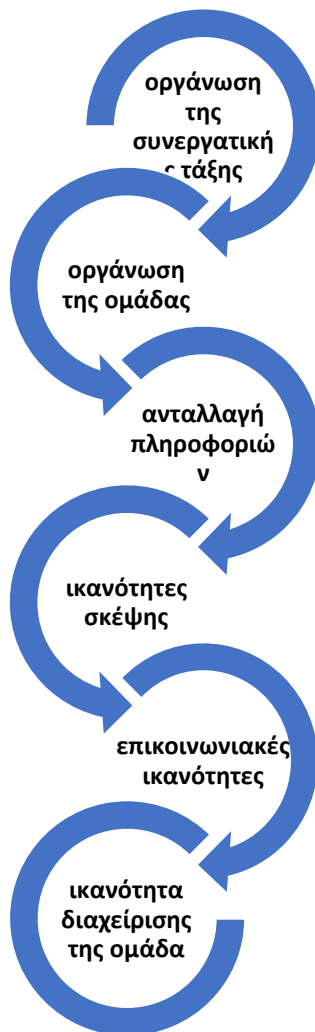 οργάνωση
της
συνεργατική
ς τάξης
οργάνωση
της ομάδας
ανταλλαγή
πληροφοριώ
ν
ικανότητες
σκέψης
επικοινωνιακές
ικανότητες
ικανότητα
διαχείρισης
της ομάδα